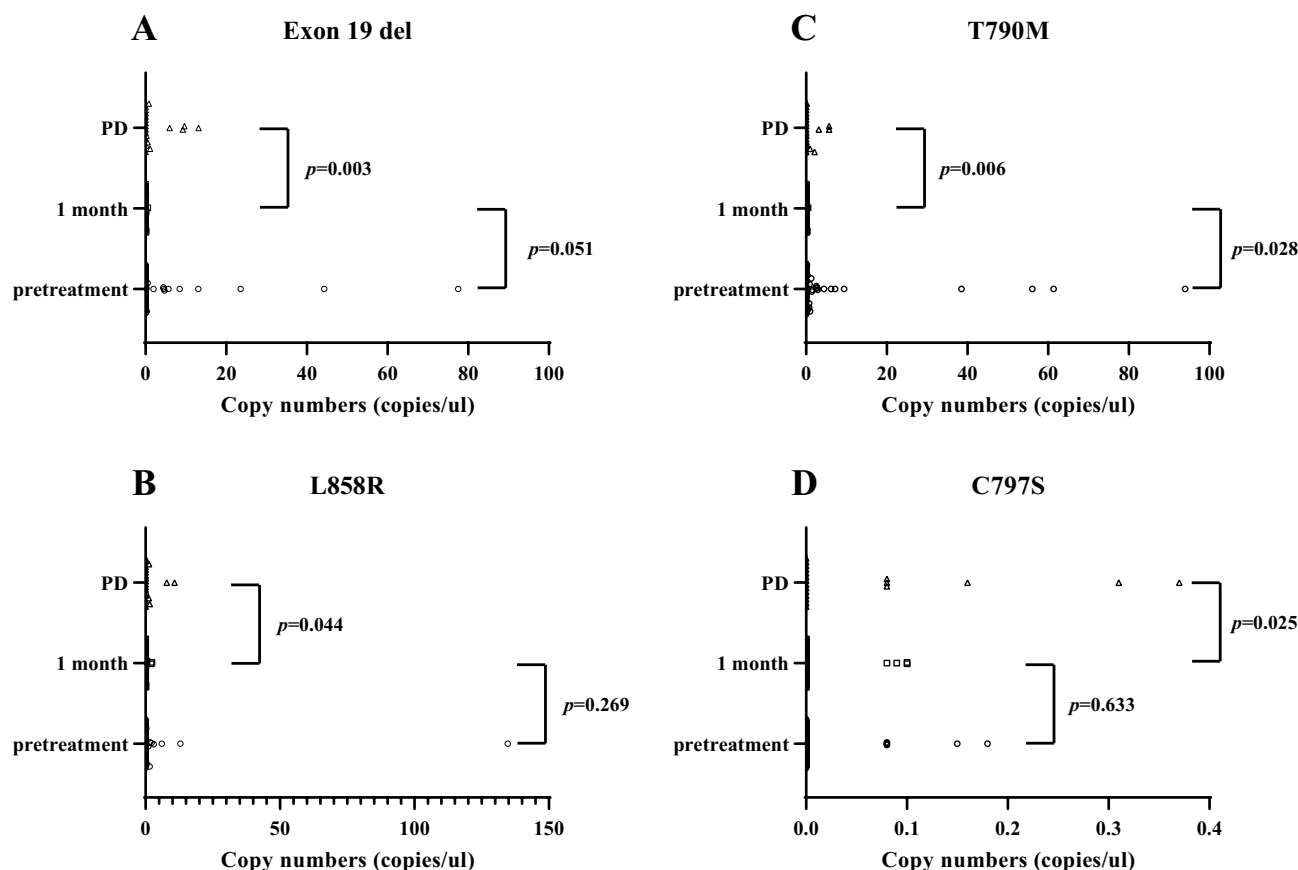 A
Exon 19 del
PD
1 month
pretreatment
p=0.003
p=0.051
0 20 40 60 80 100
Copy numbers (copies/ul)
B
L858R
PD
1 month
pretreatment
p=0.044
p=0.269
0 50 100 150
Copy numbers (copies/ul)
C
T790M
PD
1 month
pretreatment
p=0.006
p=0.028
0 20 40 60 80 100
Copy numbers (copies/ul)
D
C797S
PD
1 month
pretreatment
p=0.025
p=0.633
0.0 0.1 0.2 0.3 0.4
Copy numbers (copies/ul)